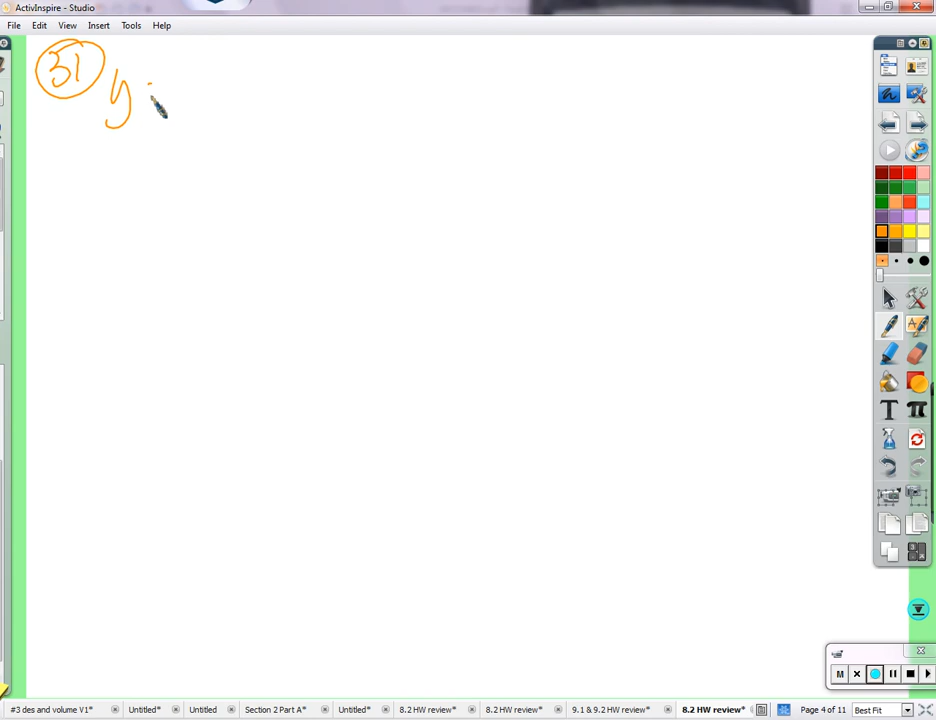 ActivInspire - Studio
File Edit View Insert Tools Help
31 y
M
#3 des and volume V1* Untitled* Untitled Section 2 Part A* Untitled* 8.2 HW review* 8.2 HW review* 9.1 & 9.2 HW review* 8.2 HW review* Page 4 of 11 Best Fit